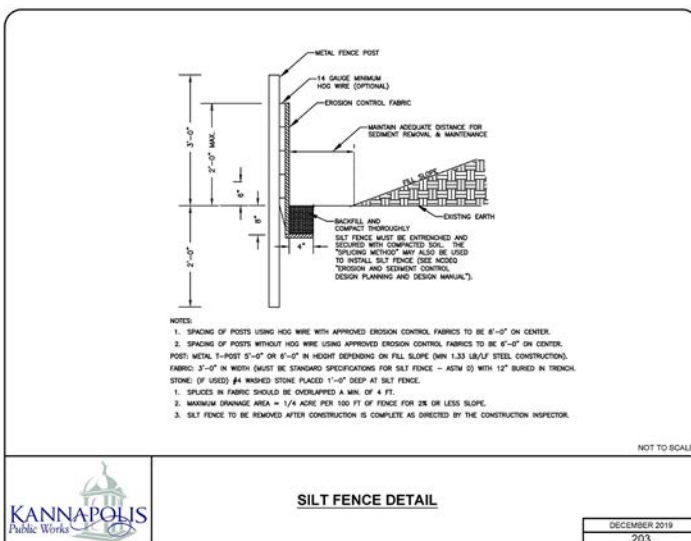 METAL FENCE POST
14 GAUGE MINIMUM
HOG WIRE (OPTIONAL)
EROSION CONTROL FABRIC
MAINTAIN ADEQUATE DISTANCE FOR
SEDIMENT REMOVAL & MAINTENANCE
3'-0"
2'-0" MAX.
6"
FILL SLOPE
EXISTING EARTH
8"
4"
2'-0"
BACKFILL AND
COMPACT THOROUGHLY
SILT FENCE MUST BE ENTRENCHED AND
SECURED WITH COMPACTED SOIL. THE
"SPLICING METHOD" MAY ALSO BE USED
TO INSTALL SILT FENCE (SEE NCDEQ
"EROSION AND SEDIMENT CONTROL
DESIGN PLANNING AND DESIGN MANUAL").
NOTES:
1. SPACING OF POSTS USING HOG WIRE WITH APPROVED EROSION CONTROL FABRICS TO BE 8'-0" ON CENTER.
2. SPACING OF POSTS WITHOUT HOG WIRE USING APPROVED EROSION CONTROL FABRICS TO BE 6'-0" ON CENTER.
POST: METAL T-POST 5'-0" OR 6'-0" IN HEIGHT DEPENDING ON FILL SLOPE (MIN 1.33 LB/LF STEEL CONSTRUCTION).
FABRIC: 3'-0" IN WIDTH (MUST BE STANDARD SPECIFICATIONS FOR SILT FENCE - ASTM D) WITH 12" BURIED IN TRENCH.
STONE: (IF USED) #4 WASHED STONE PLACED 1'-0" DEEP AT SILT FENCE.
1. SPLICES IN FABRIC SHOULD BE OVERLAPPED A MIN. OF 4 FT.
2. MAXIMUM DRAINAGE AREA = 1/4 ACRE PER 100 FT OF FENCE FOR 2% OR LESS SLOPE.
3. SILT FENCE TO BE REMOVED AFTER CONSTRUCTION IS COMPLETE AS DIRECTED BY THE CONSTRUCTION INSPECTOR.
NOT TO SCALE
KANNAPOLIS
Public Works
SILT FENCE DETAIL
DECEMBER 2019
203